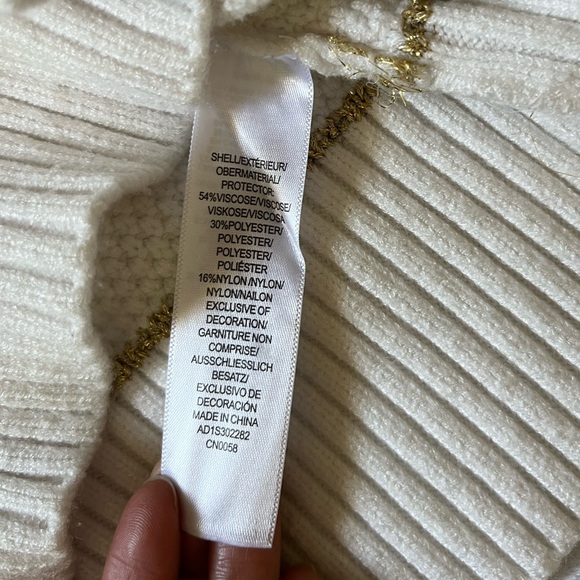 SHELL/EXTÉRIEUR/
OBERMATERIAL/
PROTECTOR:
54%VISCOSE/VISCOSE/
VISKOSE/VISCOSA
30%POLYESTER/
POLYESTER/
POLYESTER/
POLIÉSTER
16%NYLON /NYLON/
NYLON/NAILON
EXCLUSIVE OF
DECORATION/
GARNITURE NON
COMPRISE/
AUSSCHLIESSLICH
BESATZ/
EXCLUSIVO DE
DECORACIÓN
MADE IN CHINA
AD1S302282
CN0058